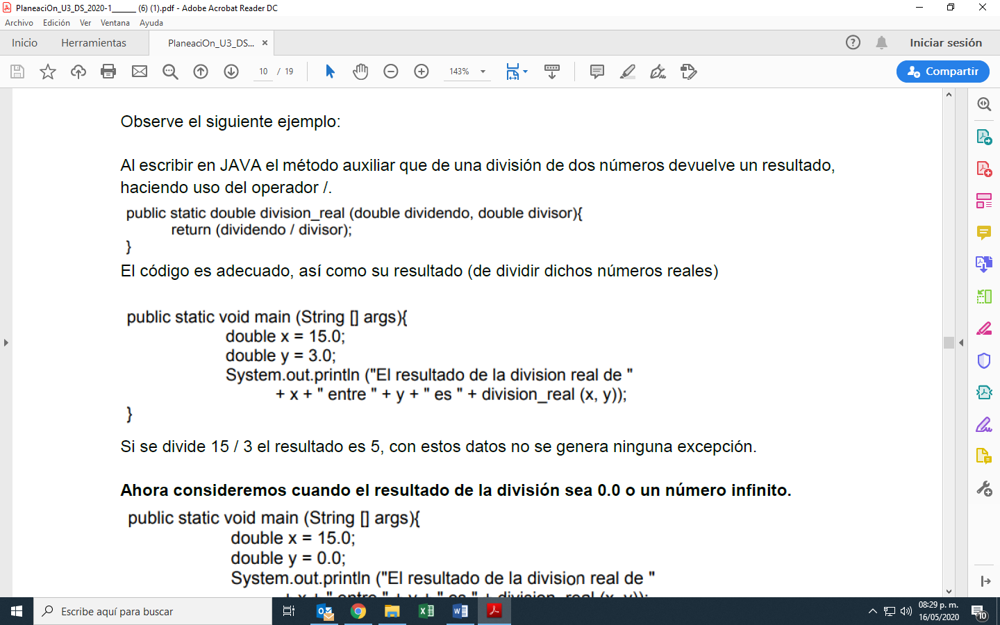 PlaneaciOn_U3_DS_2020-1______ (6) (1).pdf - Adobe Acrobat Reader DC
Archivo Edición Ver Ventana Ayuda
Inicio Herramientas PlaneaciOn_U3_DS... × Iniciar sesión
10 / 19 143% Compartir
Observe el siguiente ejemplo:
Al escribir en JAVA el método auxiliar que de una división de dos números devuelve un resultado,
haciendo uso del operador /.
public static double division_real (double dividendo, double divisor){
return (dividendo / divisor);
}
El código es adecuado, así como su resultado (de dividir dichos números reales)
public static void main (String [] args){
double x = 15.0;
double y = 3.0;
System.out.println ("El resultado de la division real de "
+ x + " entre " + y + " es " + division_real (x, y));
}
Si se divide 15 / 3 el resultado es 5, con estos datos no se genera ninguna excepción.
Ahora consideremos cuando el resultado de la división sea 0.0 o un número infinito.
public static void main (String [] args){
double x = 15.0;
double y = 0.0;
System.out.println ("El resultado de la division real de "
+ x + " entre " + y + " es " + division_real (x, y));
Escribe aquí para buscar
08:29 p. m.
16/05/2020
10